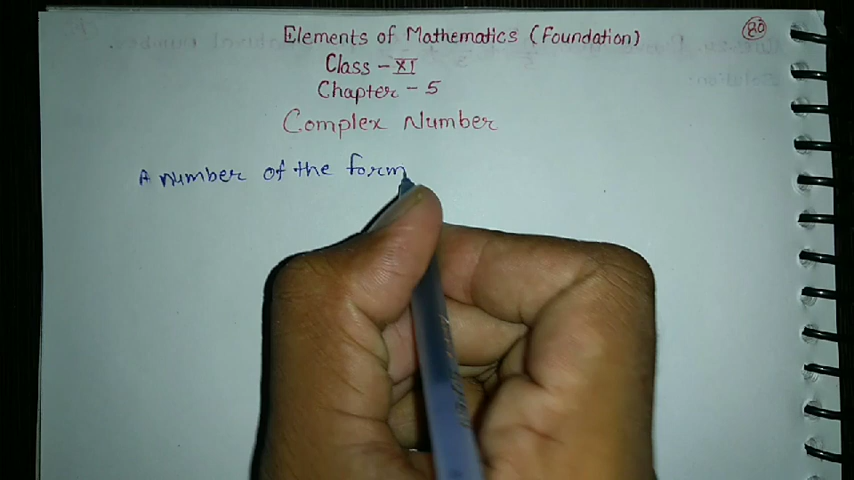 Elements of Mathematics (Foundation)
80
Class - XI
Chapter - 5
Complex Number
A number of the form